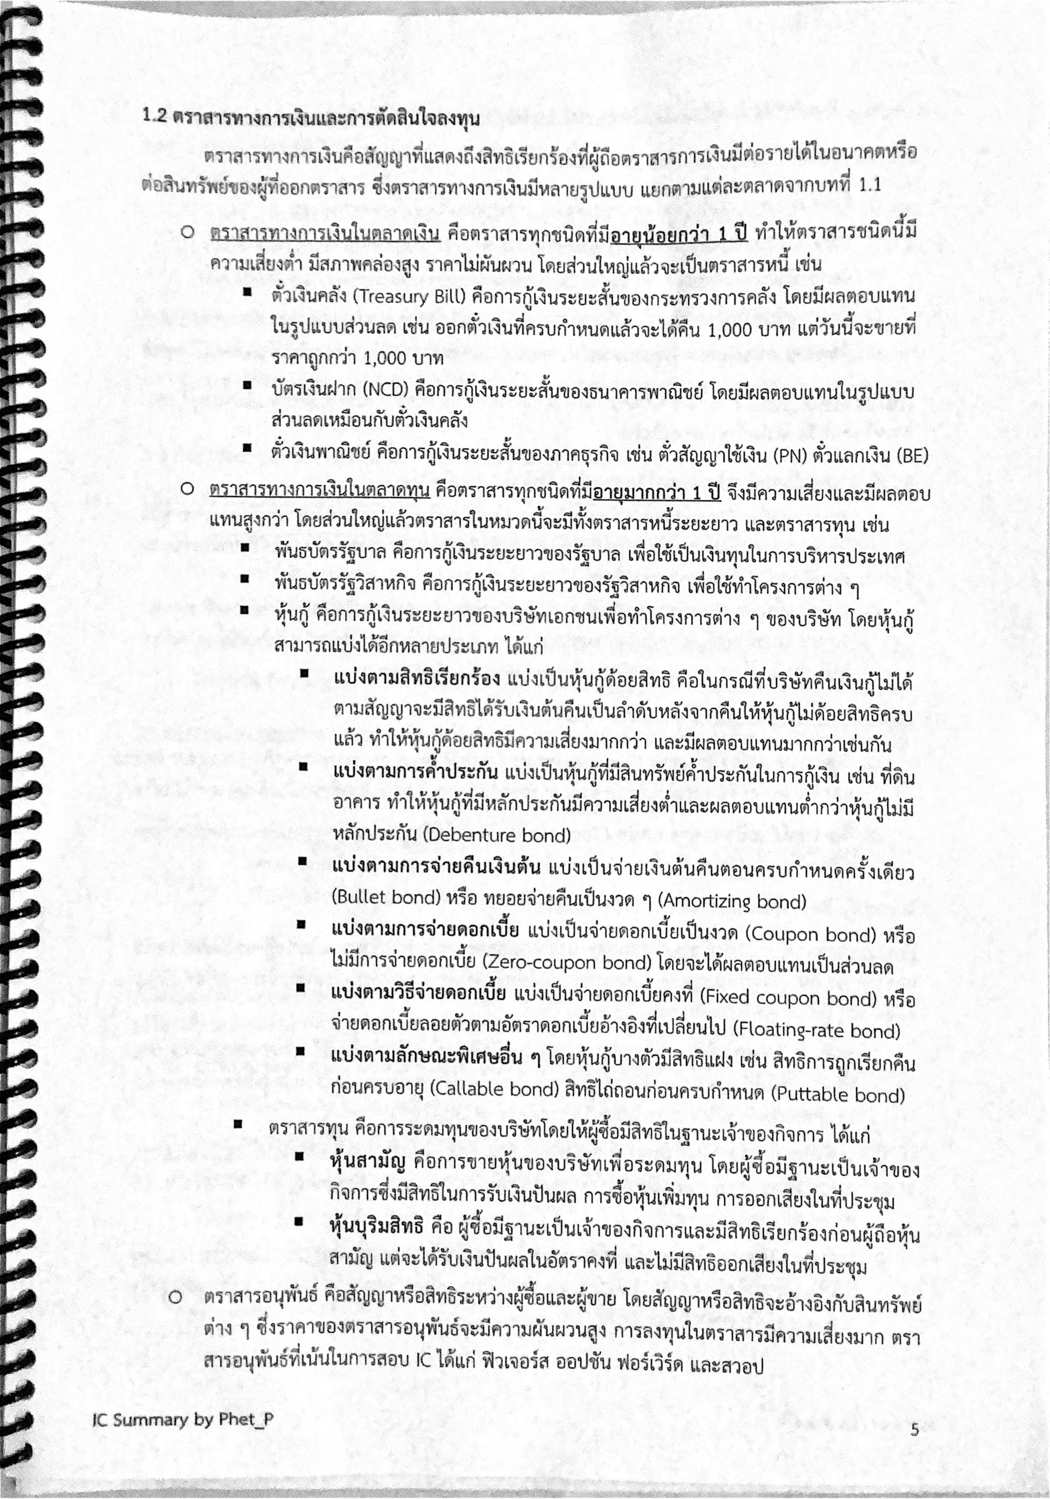 1.2 ตราสารทางการเงินและการตัดสินใจลงทุน
ตราสารทางการเงินคือสัญญาที่แสดงถึงสิทธิเรียกร้องที่ผู้ถือตราสารการเงินมีต่อรายได้ในอนาคตหรือ
ต่อสินทรัพย์ของผู้ที่ออกตราสาร ซึ่งตราสารทางการเงินมีหลายรูปแบบ แยกตามแต่ละตลาดจากบทที่ 1.1
○ ตราสารทางการเงินในตลาดเงิน คือตราสารทุกชนิดที่มีอายุน้อยกว่า 1 ปี ทำให้ตราสารชนิดนี้มี
ความเสี่ยงต่ำ มีสภาพคล่องสูง ราคาไม่ผันผวน โดยส่วนใหญ่แล้วจะเป็นตราสารหนี้ เช่น
▪ ตั๋วเงินคลัง (Treasury Bill) คือการกู้เงินระยะสั้นของกระทรวงการคลัง โดยมีผลตอบแทน
ในรูปแบบส่วนลด เช่น ออกตั๋วเงินที่ครบกำหนดแล้วจะได้คืน 1,000 บาท แต่วันนี้จะขายที่
ราคาถูกกว่า 1,000 บาท
▪ บัตรเงินฝาก (NCD) คือการกู้เงินระยะสั้นของธนาคารพาณิชย์ โดยมีผลตอบแทนในรูปแบบ
ส่วนลดเหมือนกับตั๋วเงินคลัง
▪ ตั๋วเงินพาณิชย์ คือการกู้เงินระยะสั้นของภาคธุรกิจ เช่น ตั๋วสัญญาใช้เงิน (PN) ตั๋วแลกเงิน (BE)
○ ตราสารทางการเงินในตลาดทุน คือตราสารทุกชนิดที่มีอายุมากกว่า 1 ปี จึงมีความเสี่ยงและมีผลตอบ
แทนสูงกว่า โดยส่วนใหญ่แล้วตราสารในหมวดนี้จะมีทั้งตราสารหนี้ระยะยาว และตราสารทุน เช่น
▪ พันธบัตรรัฐบาล คือการกู้เงินระยะยาวของรัฐบาล เพื่อใช้เป็นเงินทุนในการบริหารประเทศ
▪ พันธบัตรรัฐวิสาหกิจ คือการกู้เงินระยะยาวของรัฐวิสาหกิจ เพื่อใช้ทำโครงการต่าง ๆ
▪ หุ้นกู้ คือการกู้เงินระยะยาวของบริษัทเอกชนเพื่อทำโครงการต่าง ๆ ของบริษัท โดยหุ้นกู้
สามารถแบ่งได้อีกหลายประเภท ได้แก่
▪ แบ่งตามสิทธิเรียกร้อง แบ่งเป็นหุ้นกู้ด้อยสิทธิ คือในกรณีที่บริษัทคืนเงินกู้ไม่ได้
ตามสัญญาจะมีสิทธิได้รับเงินต้นคืนเป็นลำดับหลังจากคืนให้หุ้นกู้ไม่ด้อยสิทธิครบ
แล้ว ทำให้หุ้นกู้ด้อยสิทธิมีความเสี่ยงมากกว่า และมีผลตอบแทนมากกว่าเช่นกัน
▪ แบ่งตามการค้ำประกัน แบ่งเป็นหุ้นกู้ที่มีสินทรัพย์ค้ำประกันในการกู้เงิน เช่น ที่ดิน
อาคาร ทำให้หุ้นกู้ที่มีหลักประกันมีความเสี่ยงต่ำและผลตอบแทนต่ำกว่าหุ้นกู้ไม่มี
หลักประกัน (Debenture bond)
▪ แบ่งตามการจ่ายคืนเงินต้น แบ่งเป็นจ่ายเงินต้นคืนตอนครบกำหนดครั้งเดียว
(Bullet bond) หรือ ทยอยจ่ายคืนเป็นงวด ๆ (Amortizing bond)
▪ แบ่งตามการจ่ายดอกเบี้ย แบ่งเป็นจ่ายดอกเบี้ยเป็นงวด (Coupon bond) หรือ
ไม่มีการจ่ายดอกเบี้ย (Zero-coupon bond) โดยจะได้ผลตอบแทนเป็นส่วนลด
▪ แบ่งตามวิธีจ่ายดอกเบี้ย แบ่งเป็นจ่ายดอกเบี้ยคงที่ (Fixed coupon bond) หรือ
จ่ายดอกเบี้ยลอยตัวตามอัตราดอกเบี้ยอ้างอิงที่เปลี่ยนไป (Floating-rate bond)
▪ แบ่งตามลักษณะพิเศษอื่น ๆ โดยหุ้นกู้บางตัวมีสิทธิแฝง เช่น สิทธิการถูกเรียกคืน
ก่อนครบอายุ (Callable bond) สิทธิไถ่ถอนก่อนครบกำหนด (Puttable bond)
▪ ตราสารทุน คือการระดมทุนของบริษัทโดยให้ผู้ซื้อมีสิทธิในฐานะเจ้าของกิจการ ได้แก่
▪ หุ้นสามัญ คือการขายหุ้นของบริษัทเพื่อระดมทุน โดยผู้ซื้อมีฐานะเป็นเจ้าของ
กิจการซึ่งมีสิทธิในการรับเงินปันผล การซื้อหุ้นเพิ่มทุน การออกเสียงในที่ประชุม
▪ หุ้นบุริมสิทธิ คือ ผู้ซื้อมีฐานะเป็นเจ้าของกิจการและมีสิทธิเรียกร้องก่อนผู้ถือหุ้น
สามัญ แต่จะได้รับเงินปันผลในอัตราคงที่ และไม่มีสิทธิออกเสียงในที่ประชุม
○ ตราสารอนุพันธ์ คือสัญญาหรือสิทธิระหว่างผู้ซื้อและผู้ขาย โดยสัญญาหรือสิทธิจะอ้างอิงกับสินทรัพย์
ต่าง ๆ ซึ่งราคาของตราสารอนุพันธ์จะมีความผันผวนสูง การลงทุนในตราสารมีความเสี่ยงมาก ตรา
สารอนุพันธ์ที่เน้นในการสอบ IC ได้แก่ ฟิวเจอร์ส ออปชัน ฟอร์เวิร์ด และสวอป
IC Summary by Phet_P
5